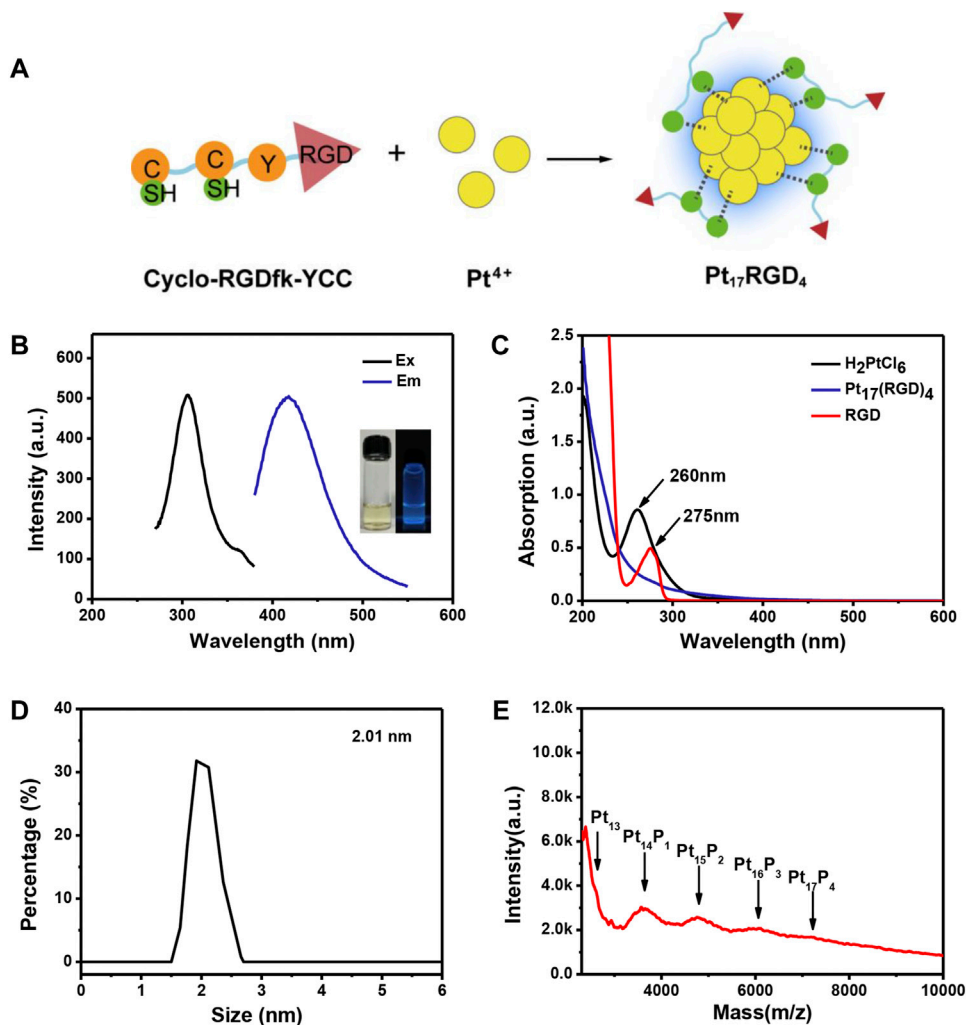 A
C
C
Y
RGD
SH
SH
+
Cyclo-RGDfk-YCC
Pt⁴⁺
Pt₁₇RGD₄
B
Intensity (a.u.)
600
500
400
300
200
100
0
Ex
Em
200 300 400 500 600
Wavelength (nm)
C
Absorption (a.u.)
2.5
2.0
1.5
1.0
0.5
0.0
H₂PtCl₆
Pt₁₇(RGD)₄
RGD
260nm
275nm
200 300 400 500 600
Wavelength (nm)
D
Percentage (%)
40
30
20
10
0
2.01 nm
0 1 2 3 4 5 6
Size (nm)
E
Intensity(a.u.)
12.0k
10.0k
8.0k
6.0k
4.0k
2.0k
0.0
Pt₁₃
Pt₁₄P₁
Pt₁₅P₂
Pt₁₆P₃
Pt₁₇P₄
4000 6000 8000 10000
Mass(m/z)